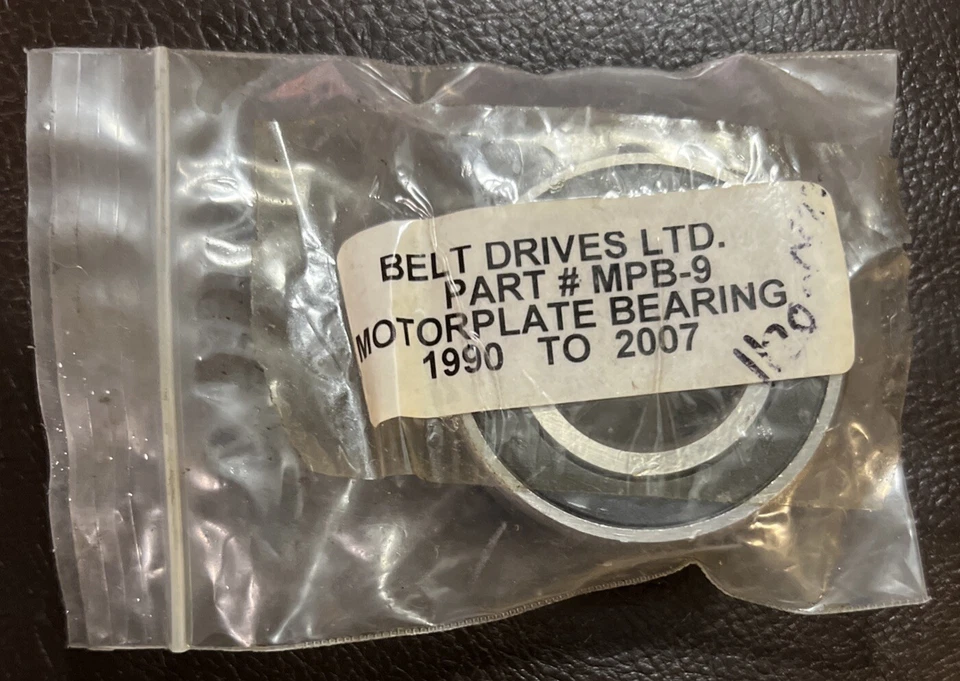 BELT DRIVES LTD.
PART # MPB-9
MOTORPLATE BEARING
1990 TO 2007